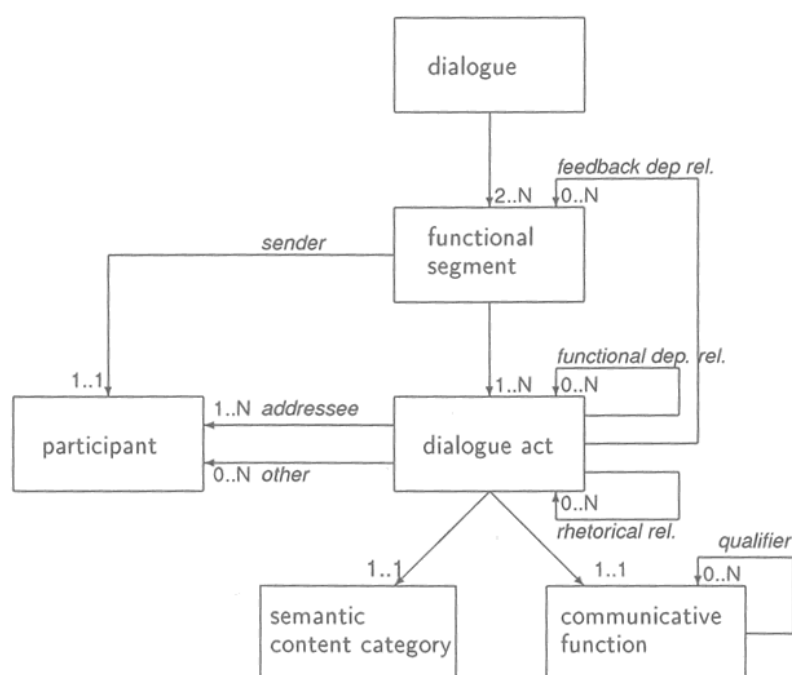 dialogue
feedback dep rel.
2..N
0..N
sender
functional
segment
functional dep. rel.
1..1
1..N
0..N
1..N addressee
participant
dialogue act
0..N other
0..N
rhetorical rel.
qualifier
1..1
1..1
0..N
semantic
content category
communicative
function